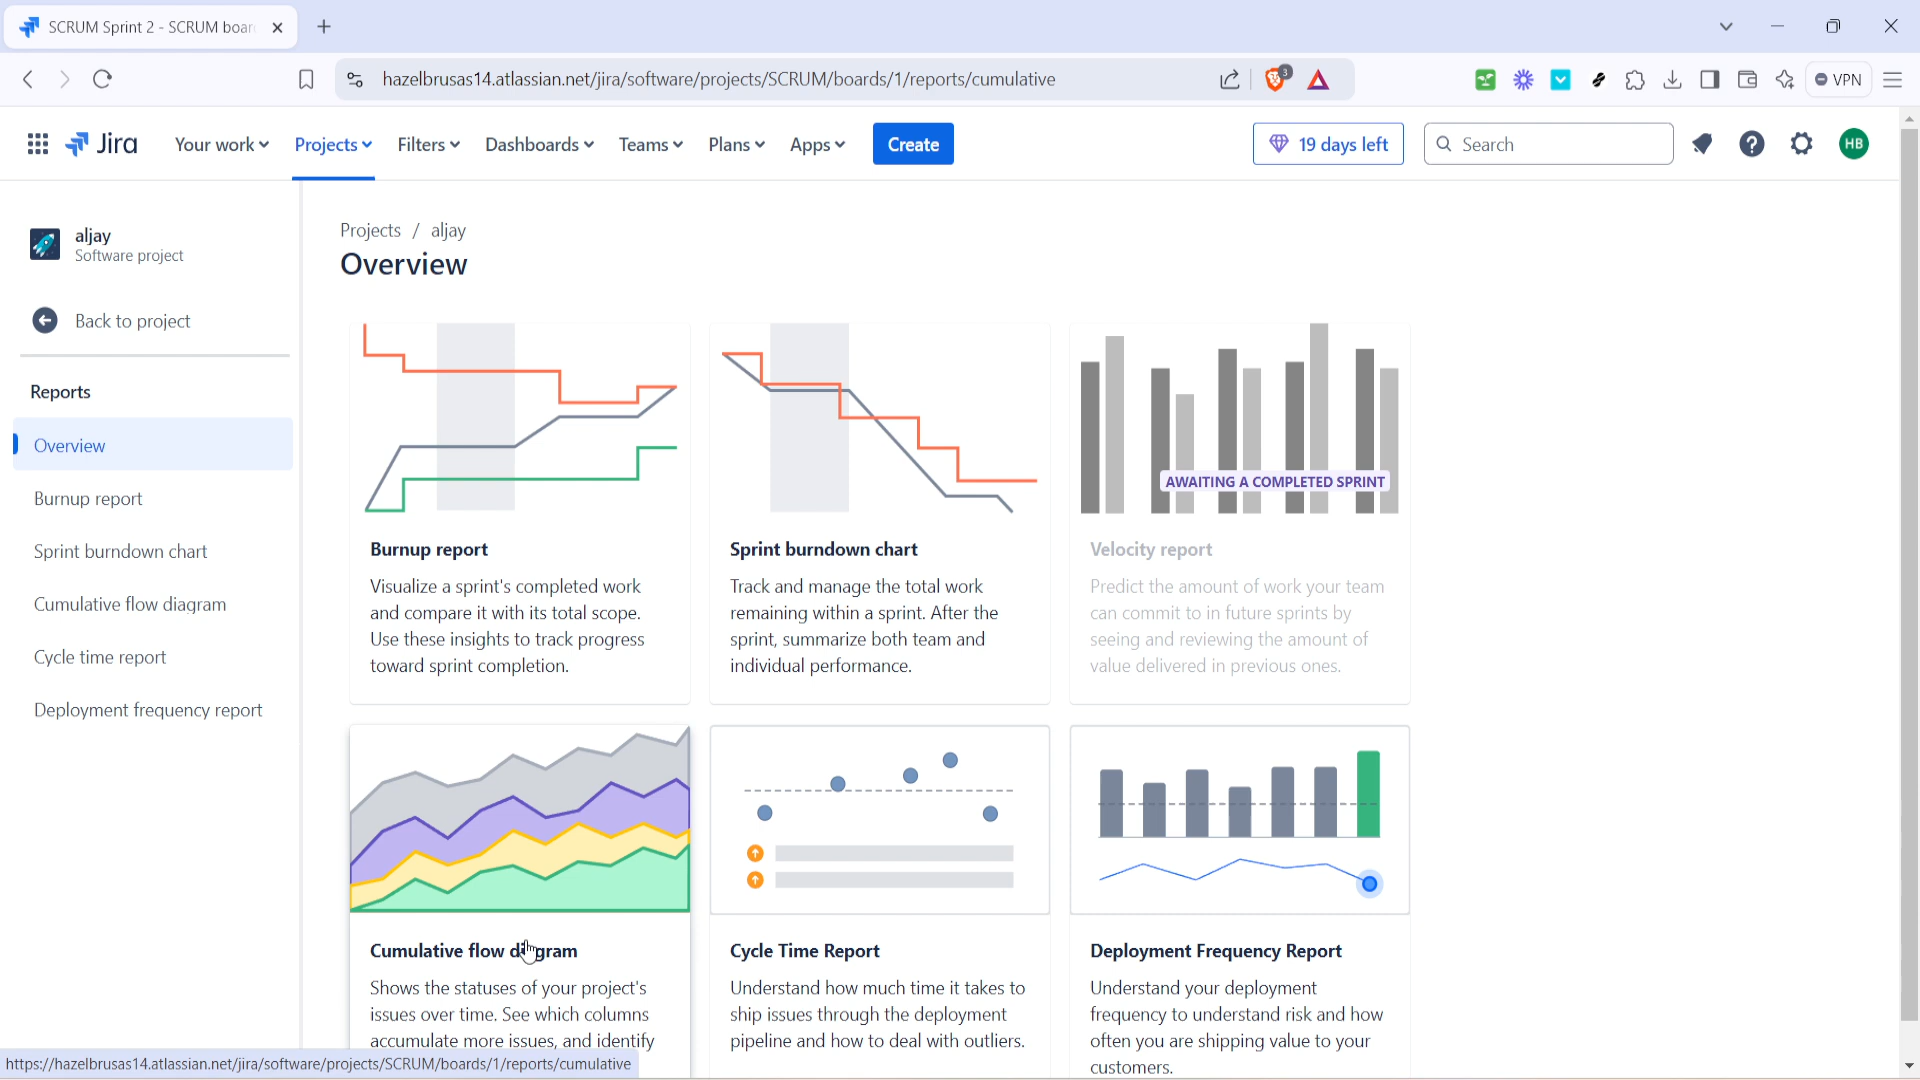 SCRUM Sprint 2 - SCRUM boar
hazelbrusas14.atlassian.net/jira/software/projects/SCRUM/boards/1/reports/cumulative
3
VPN
Jira
Your work
Projects
Filters
Dashboards
Teams
Plans
Apps
Create
19 days left
Search
HB
aljay
Software project
Back to project
Reports
Overview
Burnup report
Sprint burndown chart
Cumulative flow diagram
Cycle time report
Deployment frequency report
Projects / aljay
Overview
Burnup report
Visualize a sprint's completed work
and compare it with its total scope.
Use these insights to track progress
toward sprint completion.
Sprint burndown chart
Track and manage the total work
remaining within a sprint. After the
sprint, summarize both team and
individual performance.
AWAITING A COMPLETED SPRINT
Velocity report
Predict the amount of work your team
can commit to in future sprints by
seeing and reviewing the amount of
value delivered in previous ones.
Cumulative flow diagram
Shows the statuses of your project's
issues over time. See which columns
accumulate more issues, and identify
Cycle Time Report
Understand how much time it takes to
ship issues through the deployment
pipeline and how to deal with outliers.
Deployment Frequency Report
Understand your deployment
frequency to understand risk and how
often you are shipping value to your
customers.
https://hazelbrusas14.atlassian.net/jira/software/projects/SCRUM/boards/1/reports/cumulative